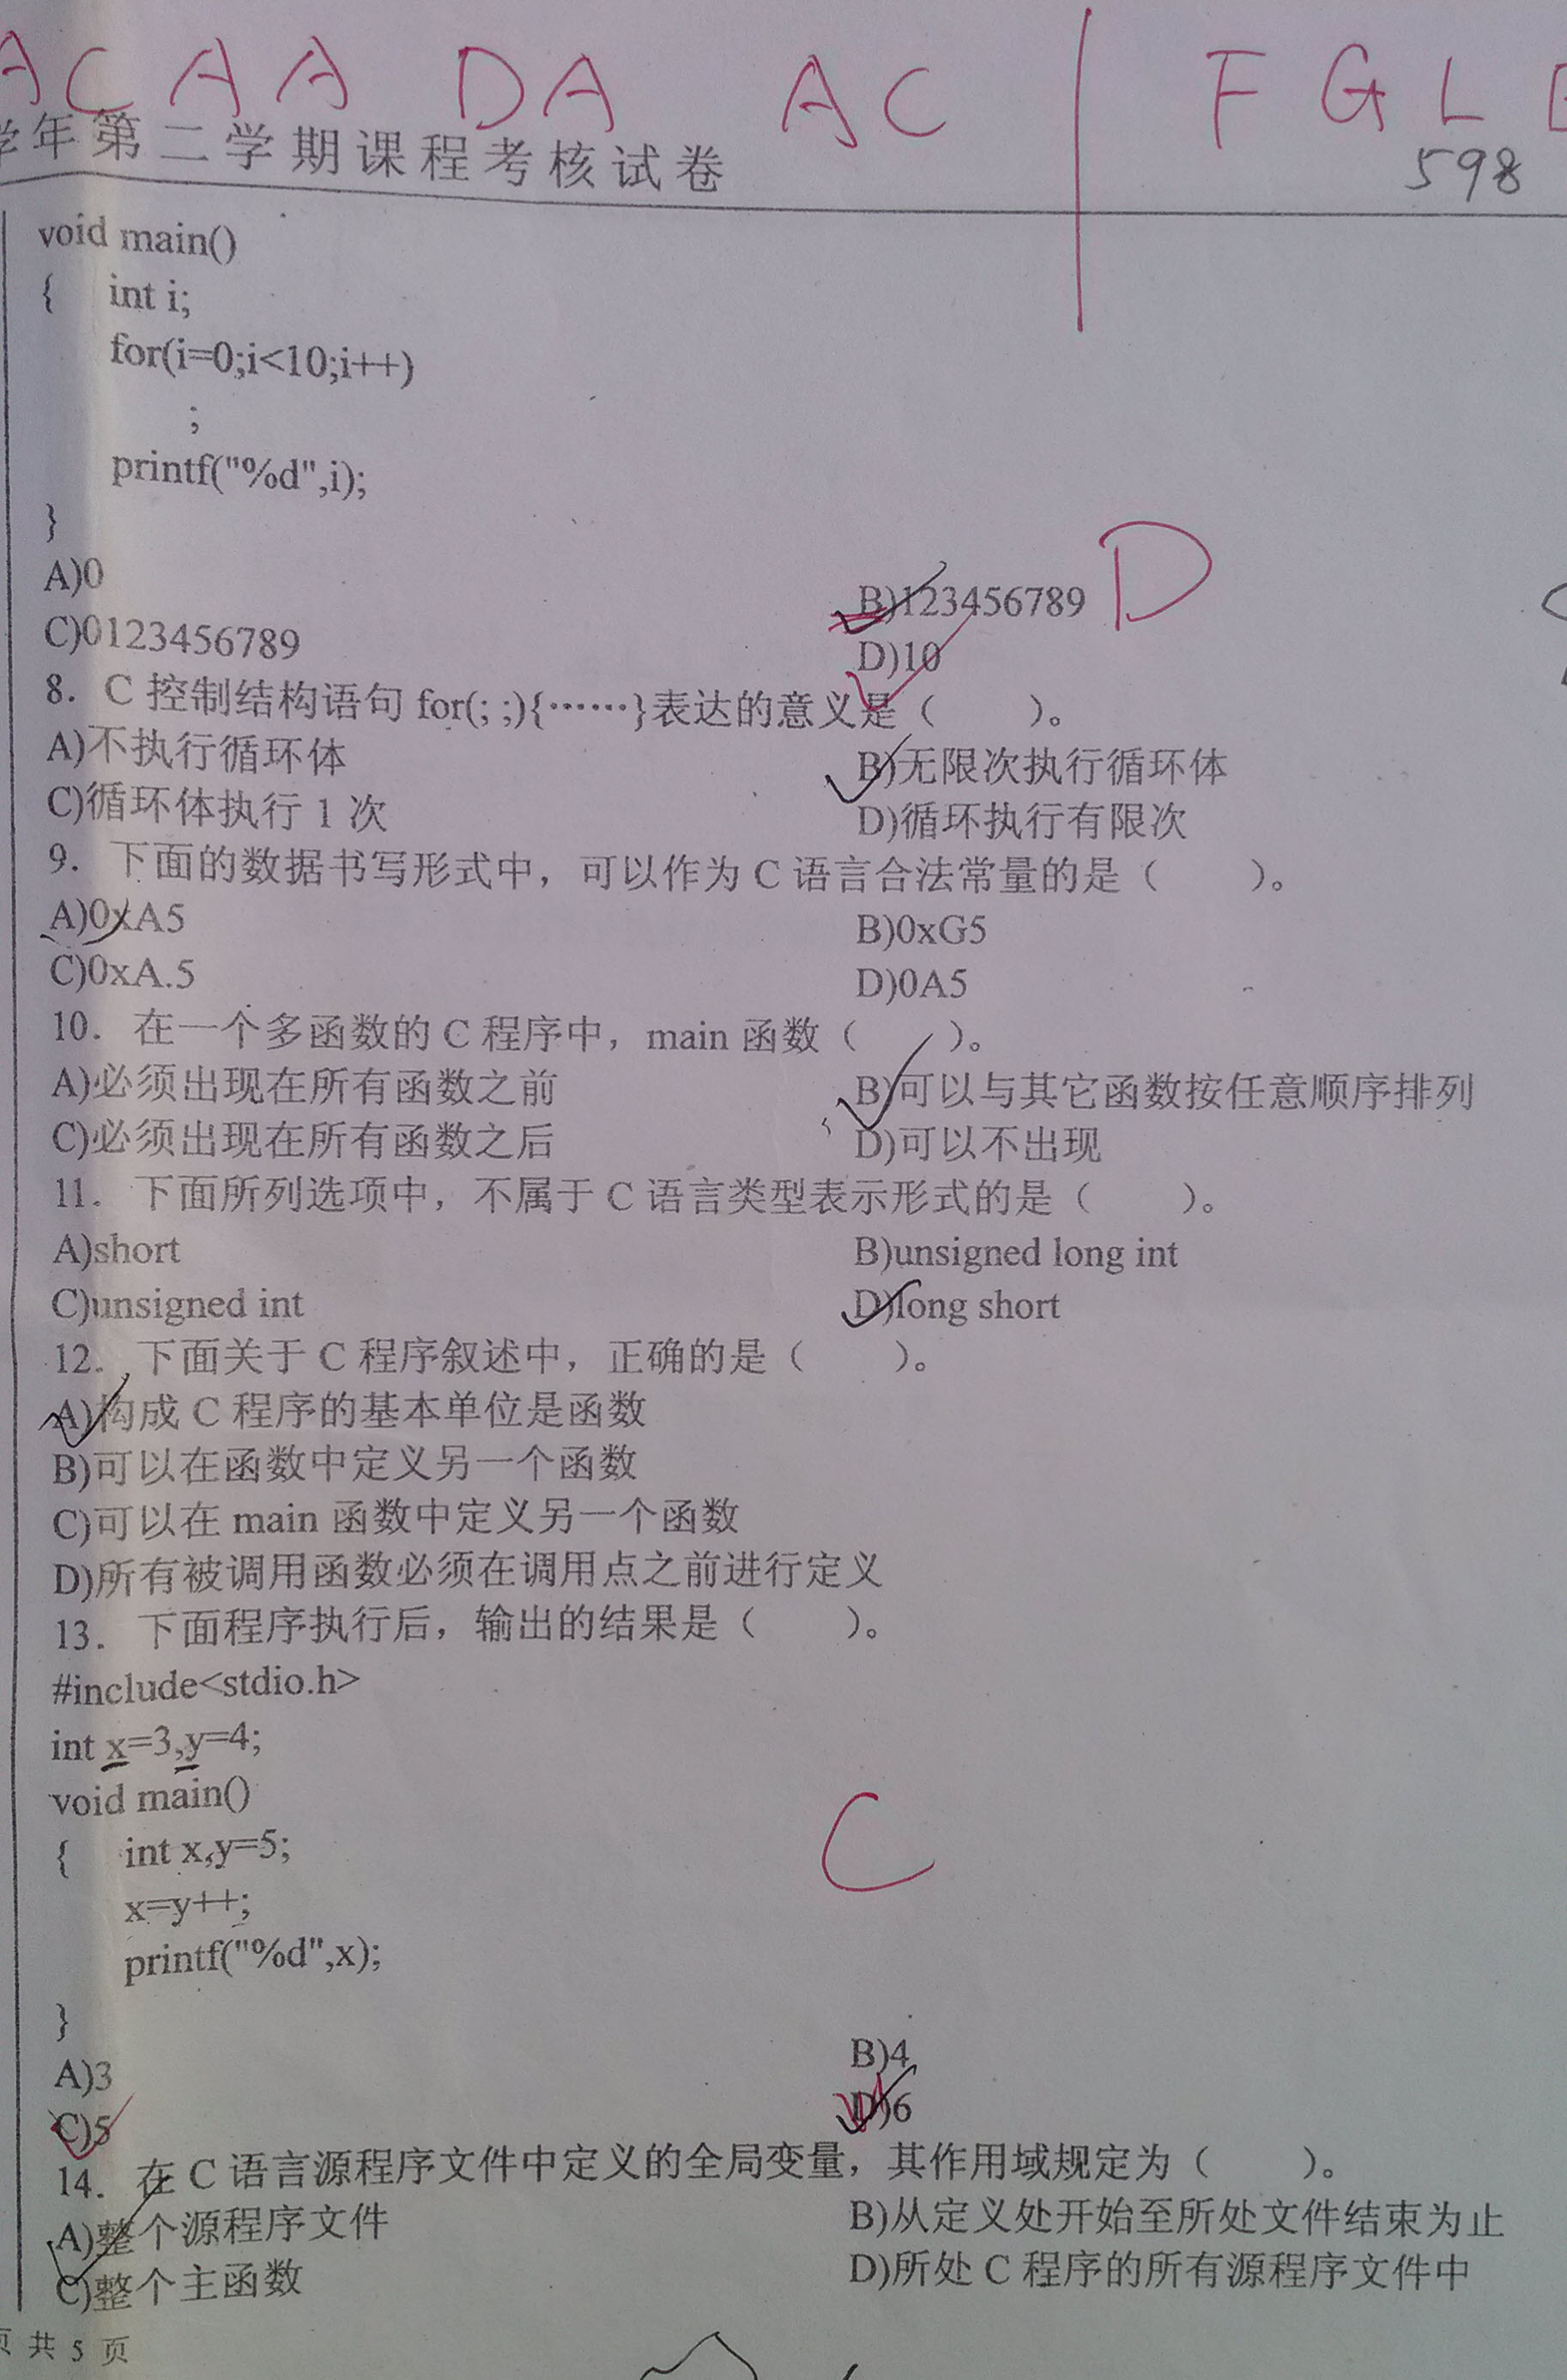 ACAA DA AC F G L
学年第二学期课程考核试卷
598
void main()
{ int i;
for(i=0;i<10;i++)
;
printf("%d",i);
}
A)0
B)123456789 D
C)0123456789
D)10
8. C 控制结构语句 for(; ;){……}表达的意义是（ ）。
A)不执行循环体
B)无限次执行循环体
C)循环体执行 1 次
D)循环执行有限次
9. 下面的数据书写形式中，可以作为 C 语言合法常量的是（ ）。
A)0xA5
B)0xG5
C)0xA.5
D)0A5
10. 在一个多函数的 C 程序中，main 函数（ ）。
A)必须出现在所有函数之前
B)可以与其它函数按任意顺序排列
C)必须出现在所有函数之后
D)可以不出现
11. 下面所列选项中，不属于 C 语言类型表示形式的是（ ）。
A)short
B)unsigned long int
C)unsigned int
D)long short
12. 下面关于 C 程序叙述中，正确的是（ ）。
A)构成 C 程序的基本单位是函数
B)可以在函数中定义另一个函数
C)可以在 main 函数中定义另一个函数
D)所有被调用函数必须在调用点之前进行定义
13. 下面程序执行后，输出的结果是（ ）。
#include<stdio.h>
int x=3,y=4;
void main()
{ int x,y=5;
C
x=y++;
printf("%d",x);
}
A)3
B)4
C)5
D)6
14. 在 C 语言源程序文件中定义的全局变量，其作用域规定为（ ）。
A)整个源程序文件
B)从定义处开始至所处文件结束为止
C)整个主函数
D)所处 C 程序的所有源程序文件中
页 共 5 页